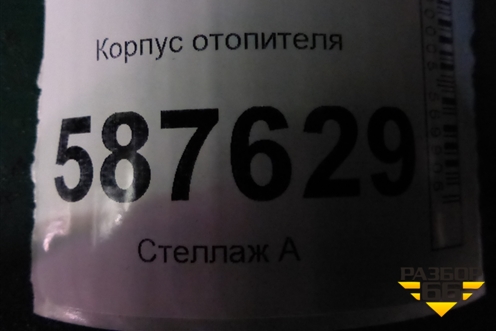 Корпус отопителя
587629
Стеллаж А
РАЗБОР
66